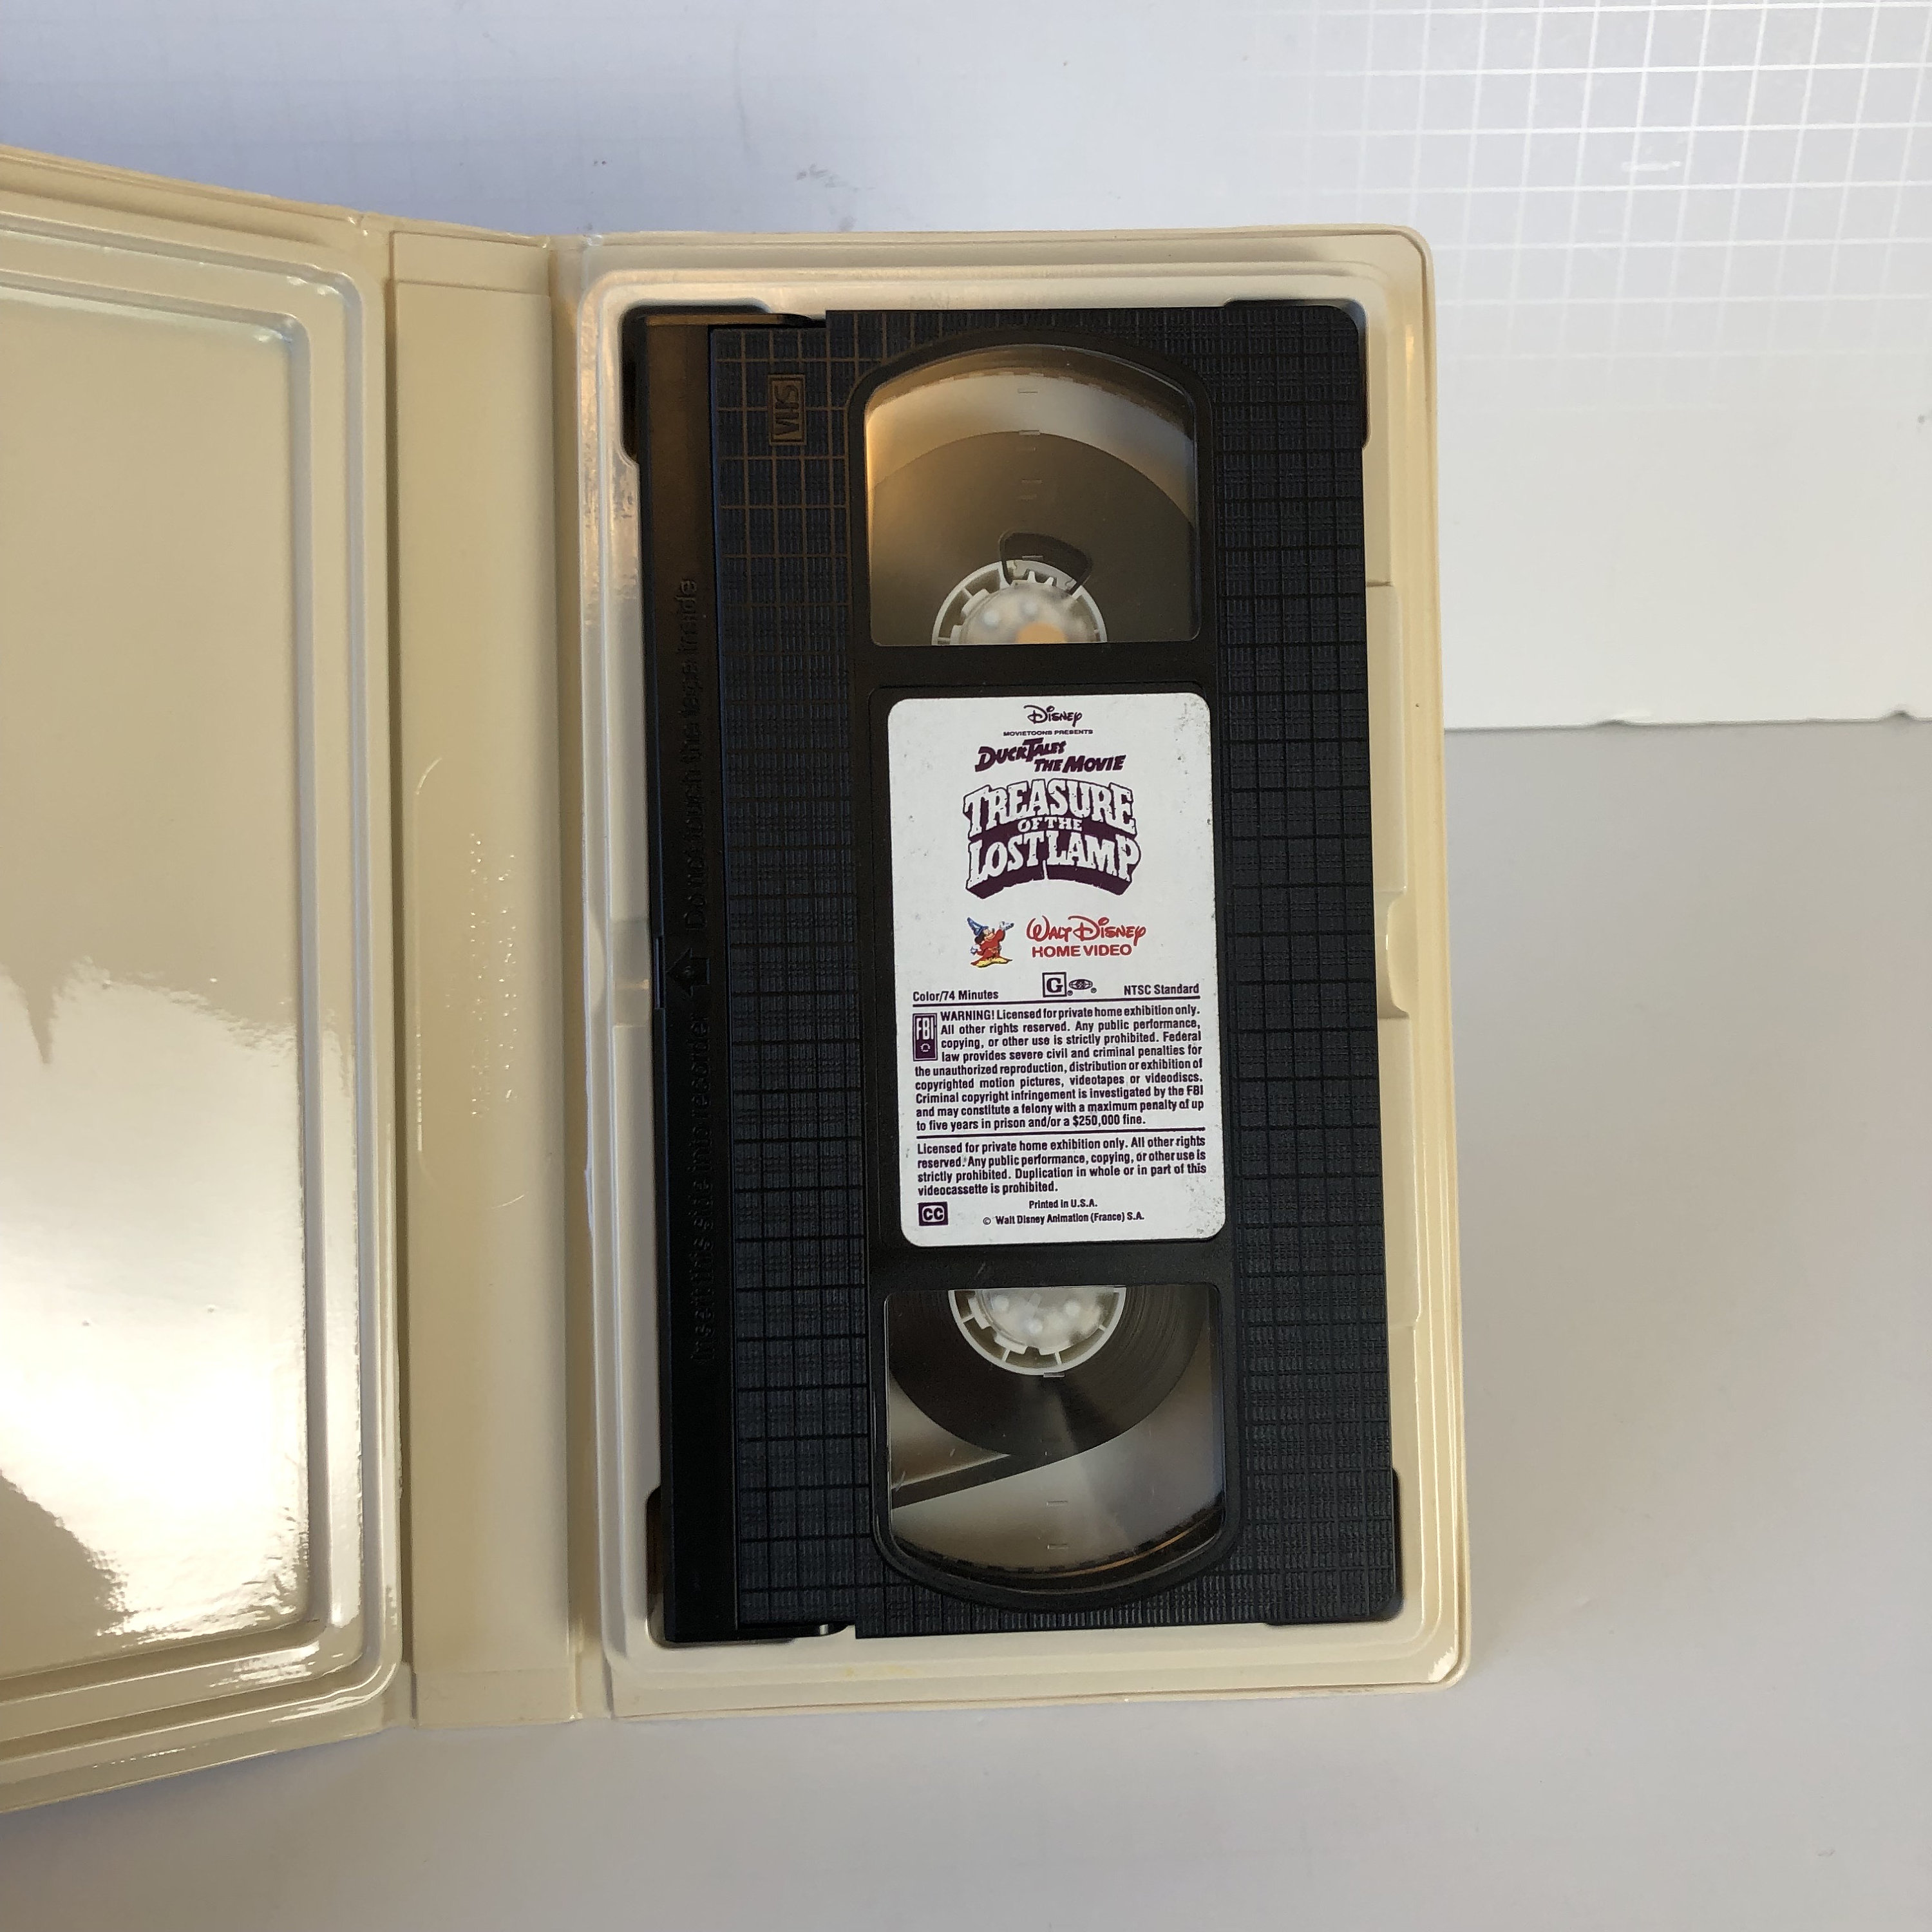 VHS
Insert this side into recorder Do not touch the tape inside
Disney
MOVIETOONS PRESENTS
DUCKTALES
THE MOVIE
TREASURE
OF THE
LOST LAMP
WALT DISNEY
HOME VIDEO
Color/74 Minutes G NTSC Standard
FBI WARNING! Licensed for private home exhibition only.
All other rights reserved. Any public performance,
copying, or other use is strictly prohibited. Federal
law provides severe civil and criminal penalties for
the unauthorized reproduction, distribution or exhibition of
copyrighted motion pictures, videotapes or videodiscs.
Criminal copyright infringement is investigated by the FBI
and may constitute a felony with a maximum penalty of up
to five years in prison and/or a $250,000 fine.
Licensed for private home exhibition only. All other rights
reserved. Any public performance, copying, or other use is
strictly prohibited. Duplication in whole or in part of this
videocassette is prohibited.
Printed in U.S.A.
CC © Walt Disney Animation (France) S.A.